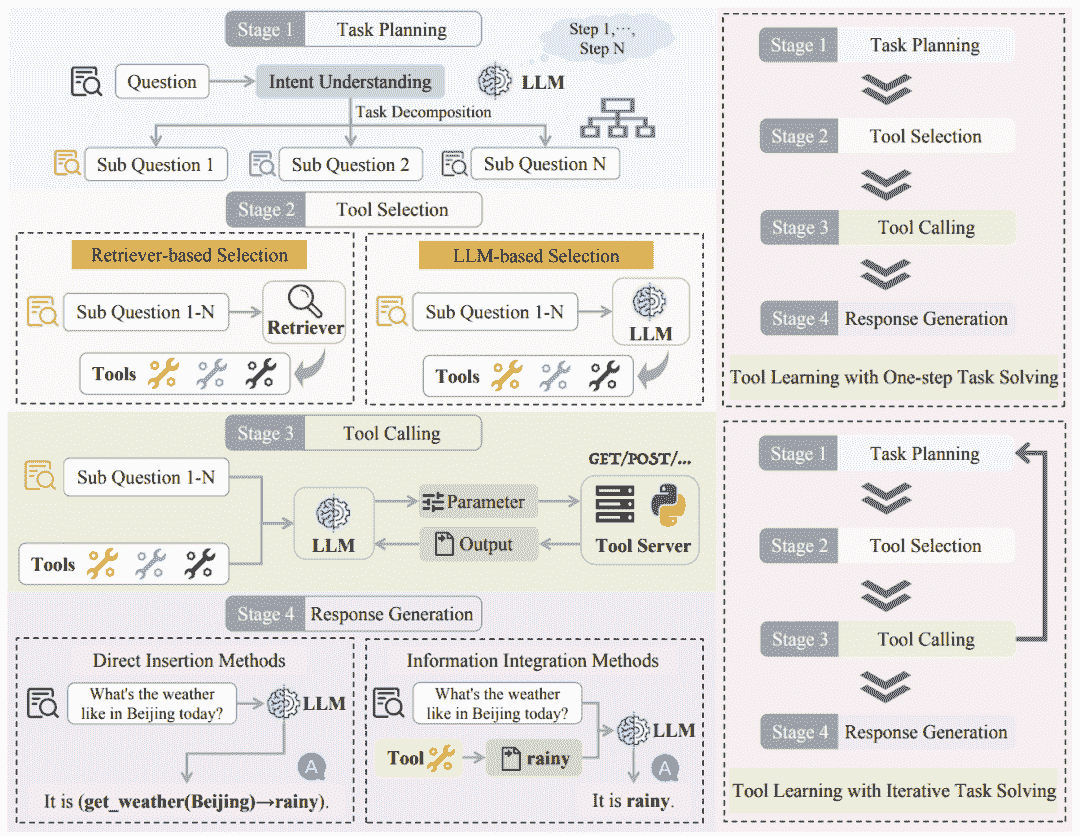 Stage 1 Task Planning
Step 1,···,
Step N
Question
Intent Understanding
LLM
Task Decomposition
Sub Question 1
Sub Question 2
Sub Question N
Stage 2 Tool Selection
Retriever-based Selection
Sub Question 1-N
Retriever
Tools
LLM-based Selection
Sub Question 1-N
LLM
Tools
Stage 3 Tool Calling
Sub Question 1-N
Tools
LLM
Parameter
Output
GET/POST/...
Tool Server
Stage 4 Response Generation
Direct Insertion Methods
What's the weather
like in Beijing today?
LLM
A
It is (get_weather(Beijing)→rainy).
Information Integration Methods
What's the weather
like in Beijing today?
Tool
rainy
LLM
A
It is rainy.
Stage 1 Task Planning
Stage 2 Tool Selection
Stage 3 Tool Calling
Stage 4 Response Generation
Tool Learning with One-step Task Solving
Stage 1 Task Planning
Stage 2 Tool Selection
Stage 3 Tool Calling
Stage 4 Response Generation
Tool Learning with Iterative Task Solving